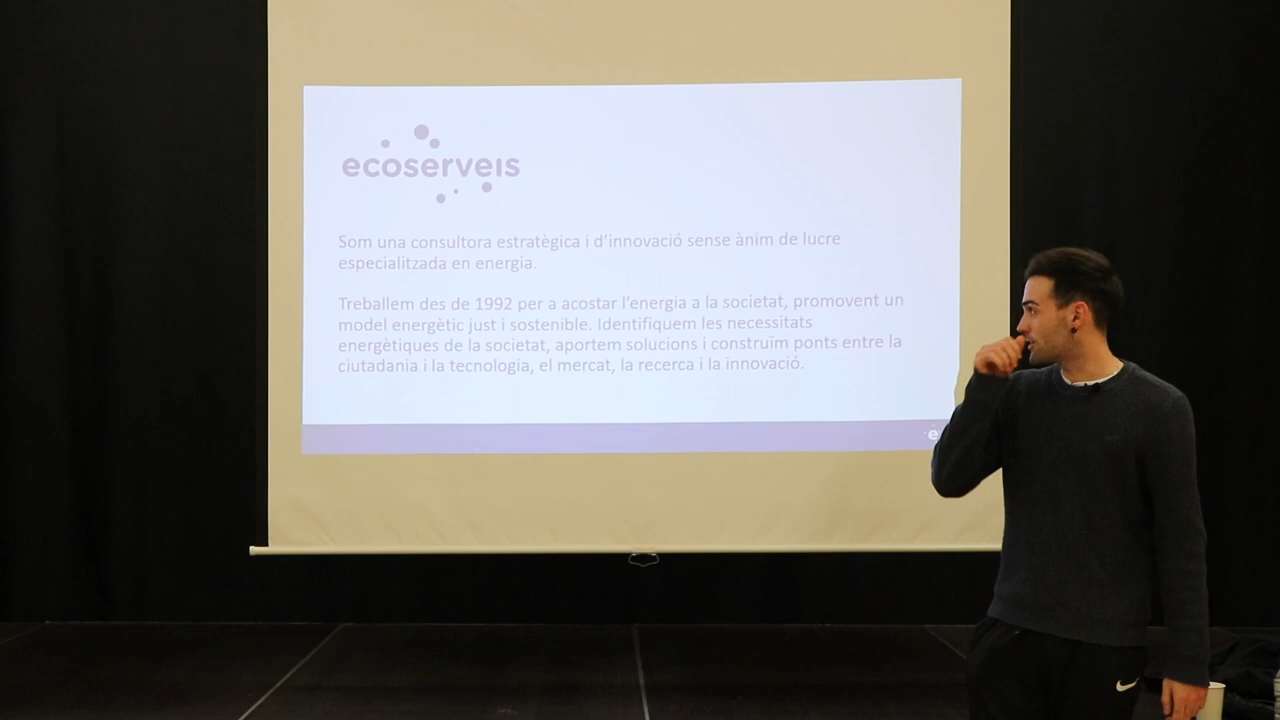 ecoserveis
Som una consultora estratègica i d'innovació sense ànim de lucre
especialitzada en energia.
Treballem des de 1992 per a acostar l'energia a la societat, promovent un
model energètic just i sostenible. Identifiquem les necessitats
energètiques de la societat, aportem solucions i construïm ponts entre la
ciutadania i la tecnologia, el mercat, la recerca i la innovació.